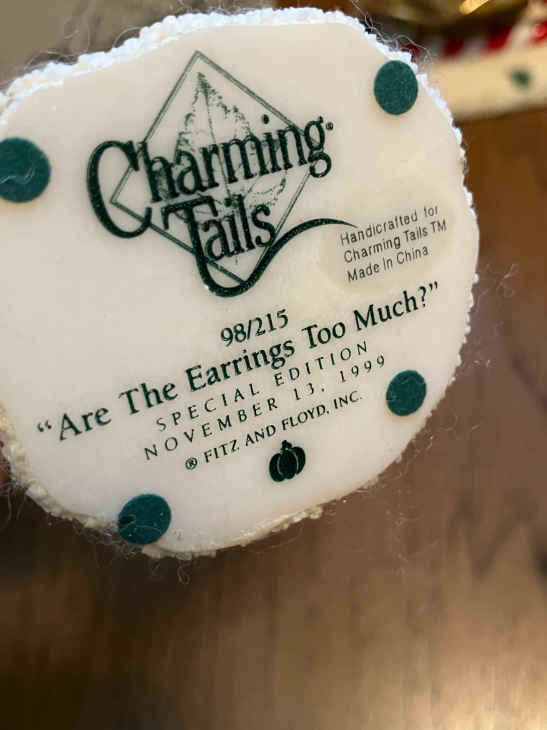 Charming®
Tails
Handicrafted for
Charming Tails TM
Made In China
98/215
“Are The Earrings Too Much?”
SPECIAL EDITION
NOVEMBER 13, 1999
® FITZ AND FLOYD, INC.